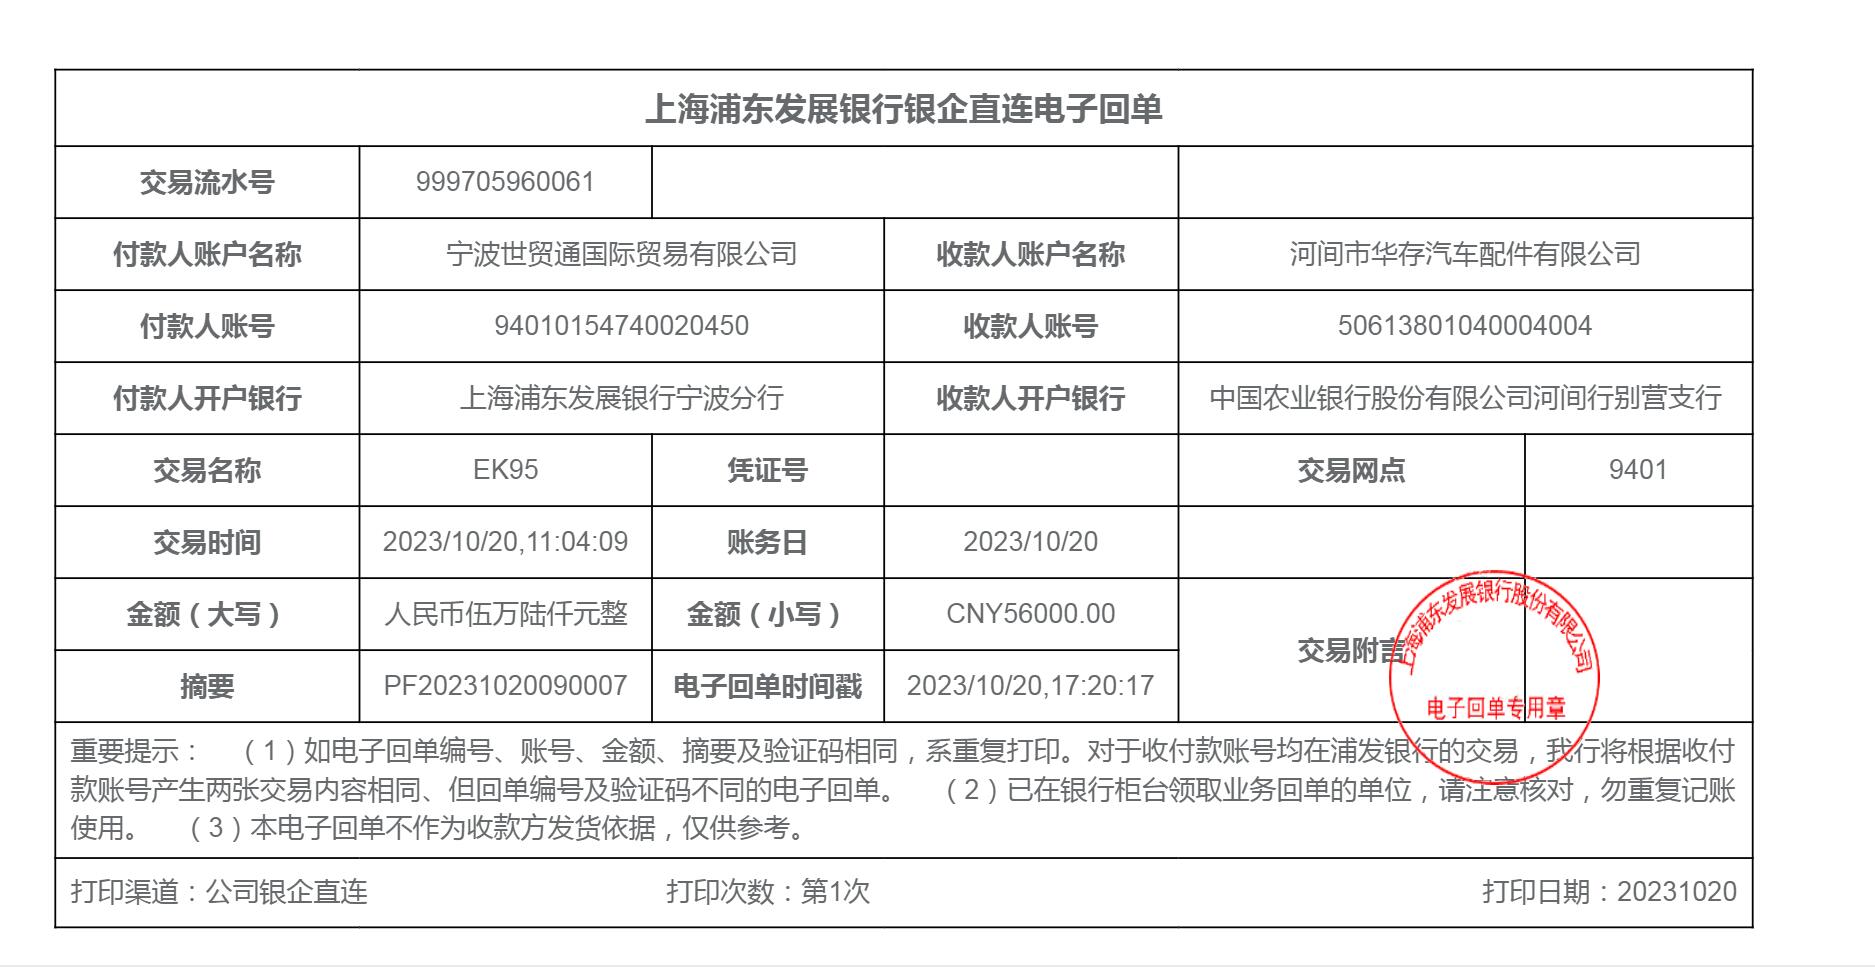 上海浦东发展银行银企直连电子回单
交易流水号 999705960061
付款人账户名称 宁波世贸通国际贸易有限公司 收款人账户名称 河间市华存汽车配件有限公司
付款人账号 94010154740020450 收款人账号 50613801040004004
付款人开户银行 上海浦东发展银行宁波分行 收款人开户银行 中国农业银行股份有限公司河间行别营支行
交易名称 EK95 凭证号 交易网点 9401
交易时间 2023/10/20,11:04:09 账务日 2023/10/20
金额（大写） 人民币伍万陆仟元整 金额（小写） CNY56000.00
交易附言
摘要 PF20231020090007 电子回单时间戳 2023/10/20,17:20:17
上海浦东发展银行股份有限公司
电子回单专用章
重要提示： （1）如电子回单编号、账号、金额、摘要及验证码相同，系重复打印。对于收付款账号均在浦发银行的交易，我行将根据收付
款账号产生两张交易内容相同、但回单编号及验证码不同的电子回单。 （2）已在银行柜台领取业务回单的单位，请注意核对，勿重复记账
使用。 （3）本电子回单不作为收款方发货依据，仅供参考。
打印渠道：公司银企直连 打印次数：第1次 打印日期：20231020